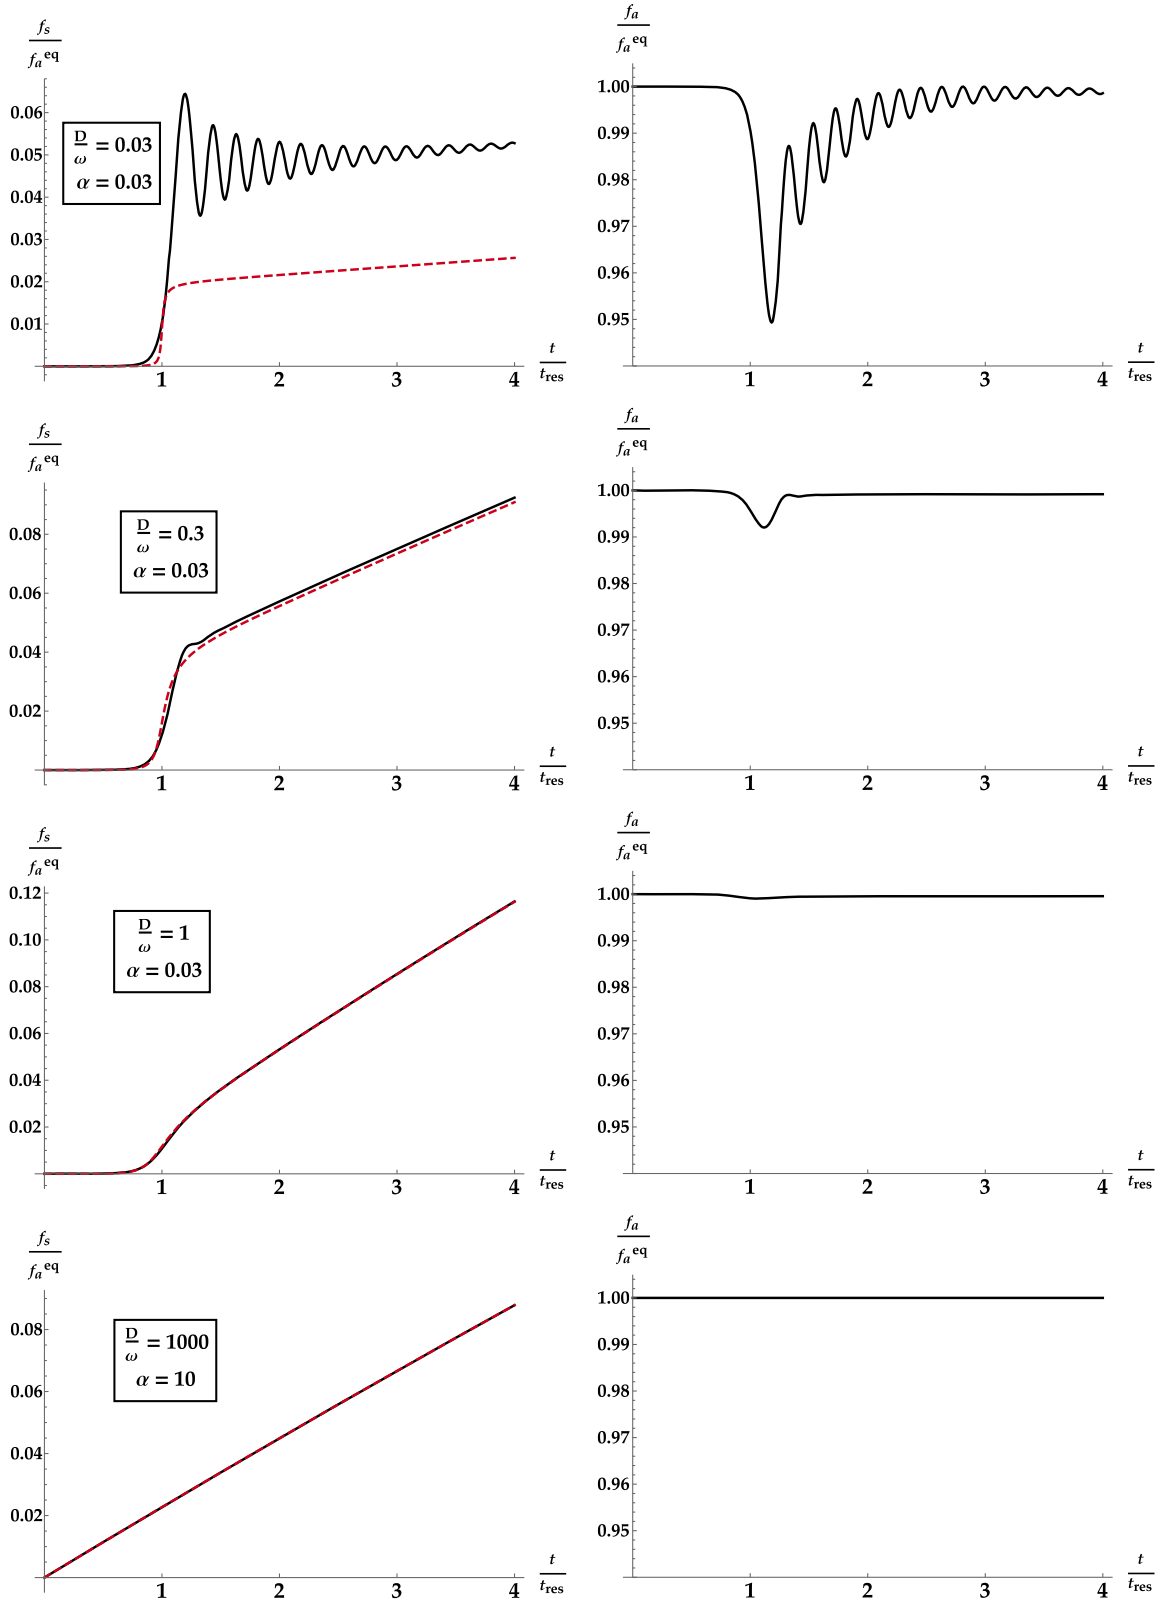 f_s / f_a^eq
0.06
0.05
0.04
0.03
0.02
0.01
D/ω = 0.03
α = 0.03
1 2 3 4
t / t_res
f_a / f_a^eq
1.00
0.99
0.98
0.97
0.96
0.95
1 2 3 4
t / t_res
f_s / f_a^eq
0.08
0.06
0.04
0.02
D/ω = 0.3
α = 0.03
1 2 3 4
t / t_res
f_a / f_a^eq
1.00
0.99
0.98
0.97
0.96
0.95
1 2 3 4
t / t_res
f_s / f_a^eq
0.12
0.10
0.08
0.06
0.04
0.02
D/ω = 1
α = 0.03
1 2 3 4
t / t_res
f_a / f_a^eq
1.00
0.99
0.98
0.97
0.96
0.95
1 2 3 4
t / t_res
f_s / f_a^eq
0.08
0.06
0.04
0.02
D/ω = 1000
α = 10
1 2 3 4
t / t_res
f_a / f_a^eq
1.00
0.99
0.98
0.97
0.96
0.95
1 2 3 4
t / t_res